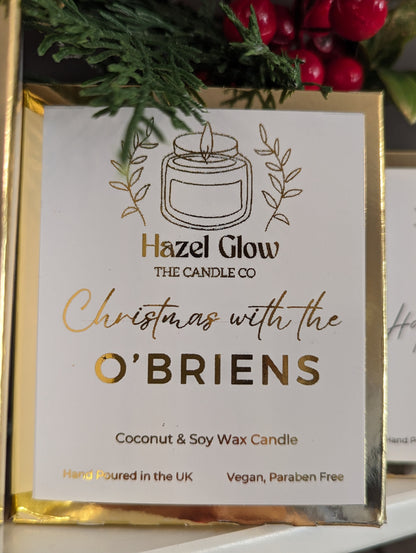 Hazel Glow
THE CANDLE CO
Christmas with the
O'BRIENS
Coconut & Soy Wax Candle
Hand Poured in the UK Vegan, Paraben Free